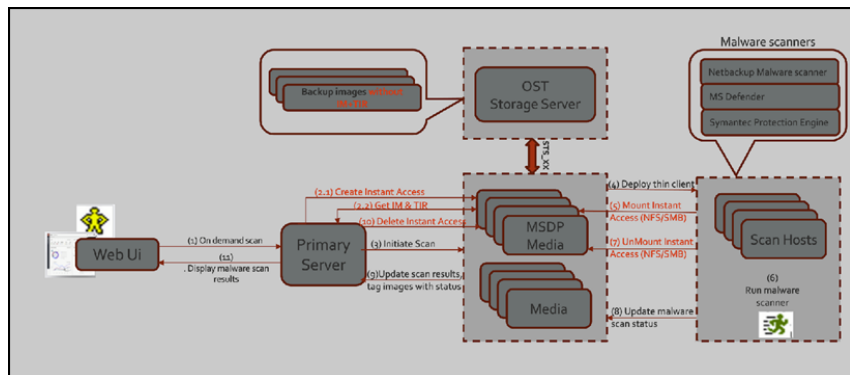 Malware scanners
Netbackup Malware scanner
MS Defender
Symantec Protection Engine
OST
Storage Server
Backup images without
STS_XX
(2.1) Create Instant Access
(2.2) Get IM & TIR
(10) Delete Instant Access
(4) Deploy thin client
(5) Mount Instant
Access (NFS/SMB)
MSDP
Media
(7) UnMount Instant
Access (NFS/SMB)
Scan Hosts
(1) On demand scan
Web Ui
(11)
. Display malware scan
results
Primary
Server
(3) Initiate Scan
(9)Update scan results,
tag images with status
Media
(6)
Run malware
scanner
(8) Update malware
scan status